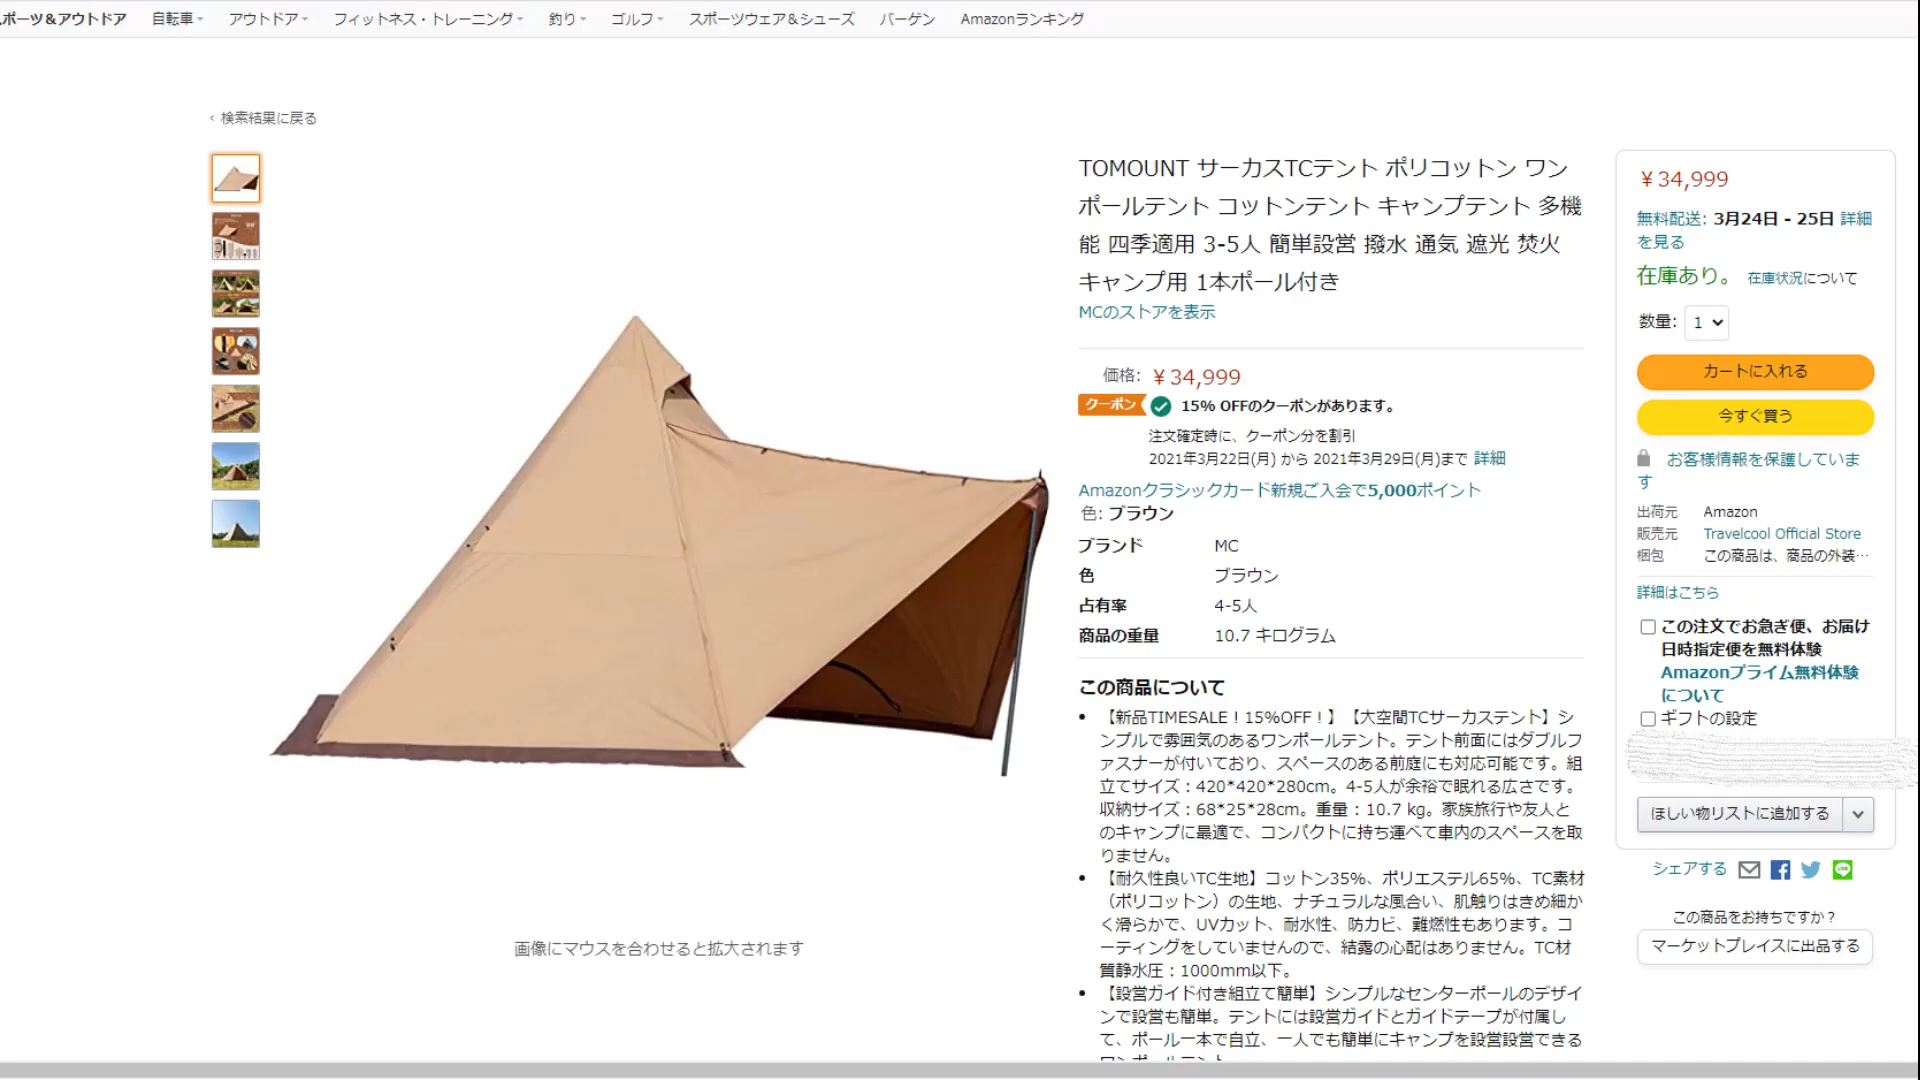 ポーツ＆アウトドア 自転車 アウトドア フィットネス・トレーニング 釣り ゴルフ スポーツウェア＆シューズ バーゲン Amazonランキング
‹ 検索結果に戻る
画像にマウスを合わせると拡大されます
TOMOUNT サーカスTCテント ポリコットン ワン
ポールテント コットンテント キャンプテント 多機
能 四季適用 3-5人 簡単設営 撥水 通気 遮光 焚火
キャンプ用 1本ポール付き
MCのストアを表示
価格: ￥34,999
クーポン 15% OFFのクーポンがあります。
注文確定時に、クーポン分を割引
2021年3月22日(月) から 2021年3月29日(月)まで 詳細
Amazonクラシックカード新規ご入会で5,000ポイント
色: ブラウン
ブランド MC
色 ブラウン
占有率 4-5人
商品の重量 10.7 キログラム
この商品について
• 【新品TIMESALE！15%OFF！】【大空間TCサーカステント】シ
ンプルで雰囲気のあるワンポールテント。テント前面にはダブルフ
ァスナーが付いており、スペースのある前庭にも対応可能です。組
立てサイズ：420*420*280cm。4-5人が余裕で眠れる広さです。
収納サイズ：68*25*28cm。重量：10.7 kg。家族旅行や友人と
のキャンプに最適で、コンパクトに持ち運べて車内のスペースを取
りません。
• 【耐久性良いTC生地】コットン35%、ポリエステル65%、TC素材
（ポリコットン）の生地、ナチュラルな風合い、肌触りはきめ細か
く滑らかで、UVカット、耐水性、防カビ、難燃性もあります。コ
ーティングをしていませんので、結露の心配はありません。TC材
質静水圧：1000mm以下。
• 【設営ガイド付き組立て簡単】シンプルなセンターポールのデザイ
ンで設営も簡単。テントには設営ガイドとガイドテープが付属し
て、ポール一本で自立、一人でも簡単にキャンプを設営設営できる
￥34,999
無料配送: 3月24日 - 25日 詳細
を見る
在庫あり。 在庫状況について
数量: 1
カートに入れる
今すぐ買う
お客様情報を保護していま
す
出荷元 Amazon
販売元 Travelcool Official Store
梱包 この商品は、商品の外装…
詳細はこちら
この注文でお急ぎ便、お届け
日時指定便を無料体験
Amazonプライム無料体験
について
ギフトの設定
ほしい物リストに追加する
シェアする
この商品をお持ちですか？
マーケットプレイスに出品する